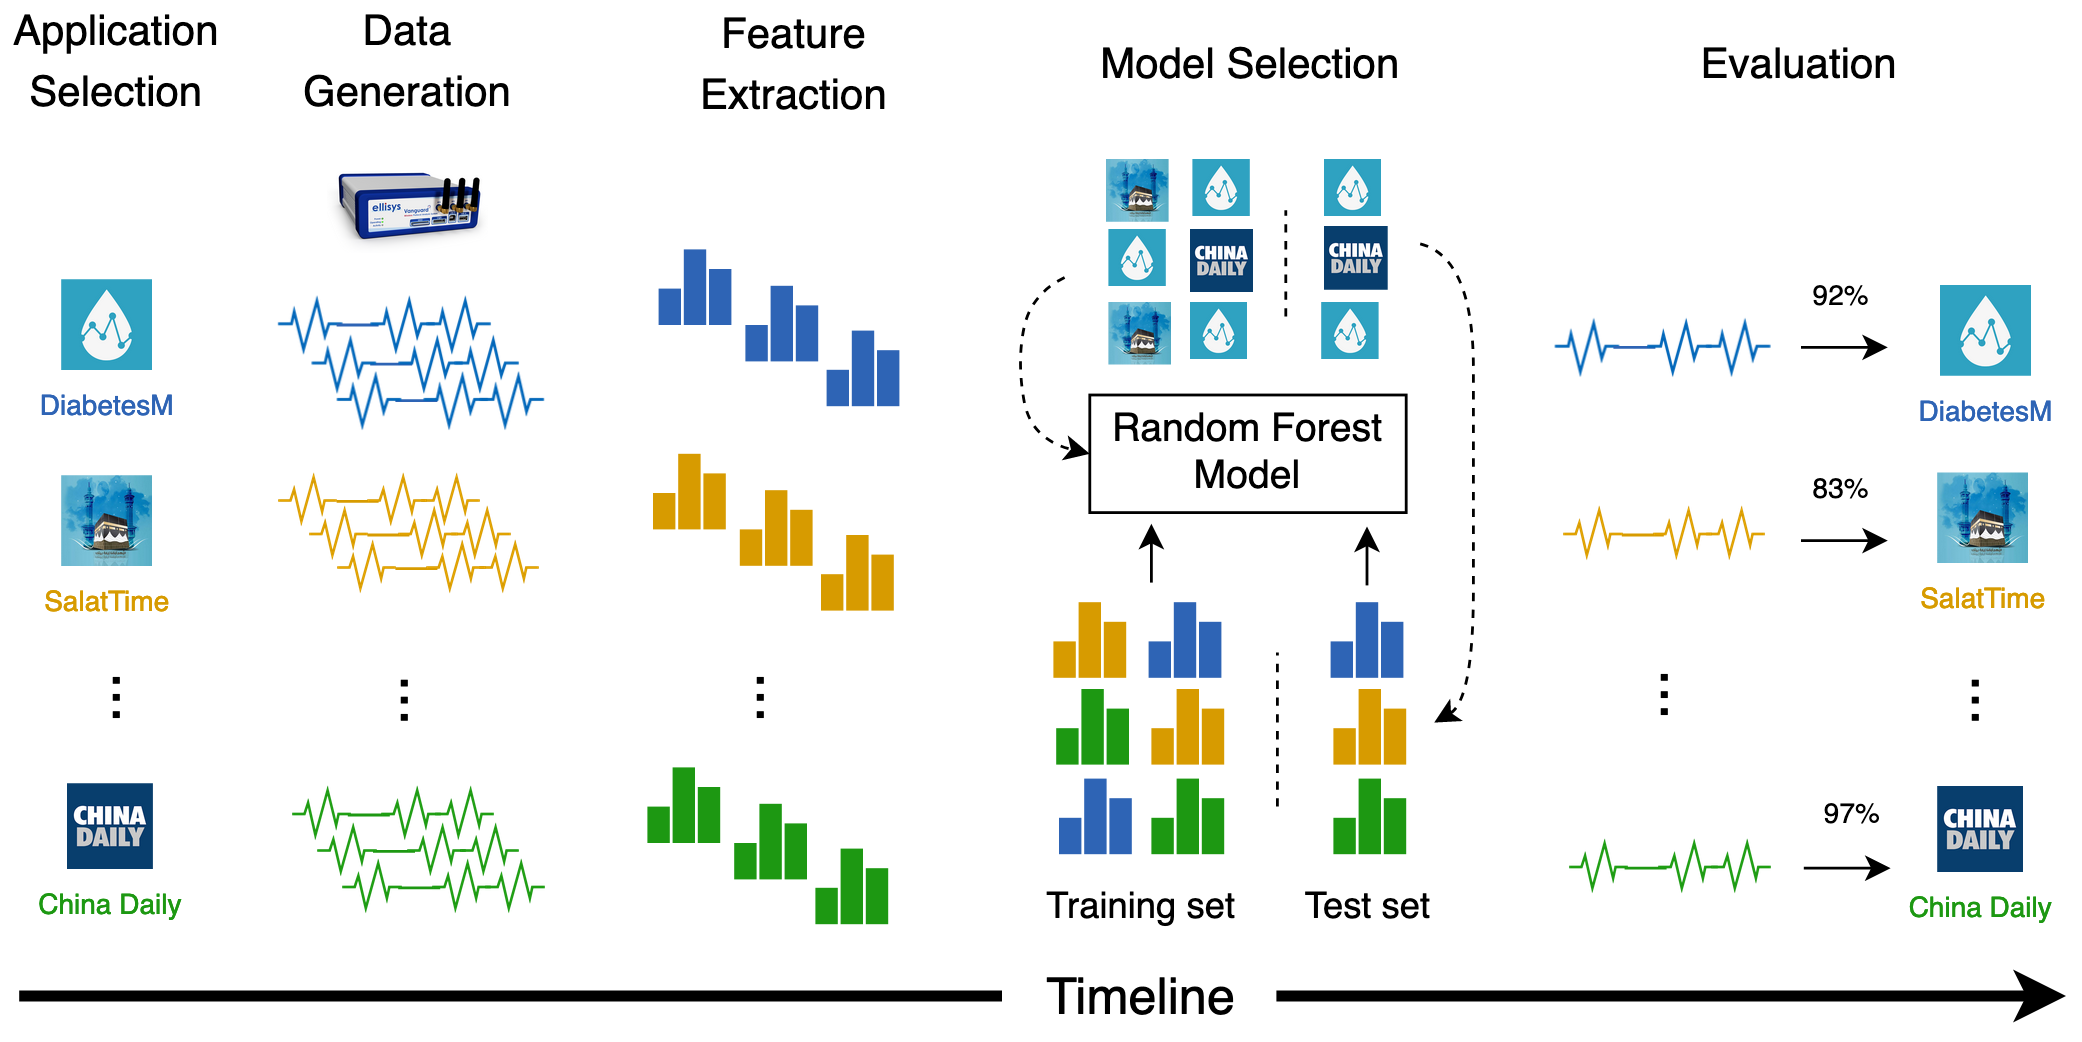 Application
Selection
Data
Generation
Feature
Extraction
Model Selection
Evaluation
ellisys
Vanguard
DiabetesM
SalatTime
CHINA
DAILY
China Daily
CHINA
DAILY
CHINA
DAILY
Random Forest
Model
Training set
Test set
92%
DiabetesM
83%
SalatTime
97%
CHINA
DAILY
China Daily
Timeline